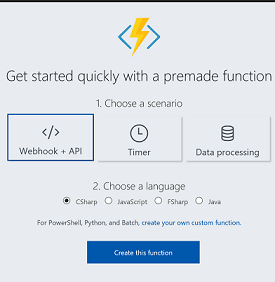 Get started quickly with a premade function
1. Choose a scenario
Webhook + API
Timer
Data processing
2. Choose a language
CSharp
JavaScript
FSharp
Java
For PowerShell, Python, and Batch, create your own custom function.
Create this function